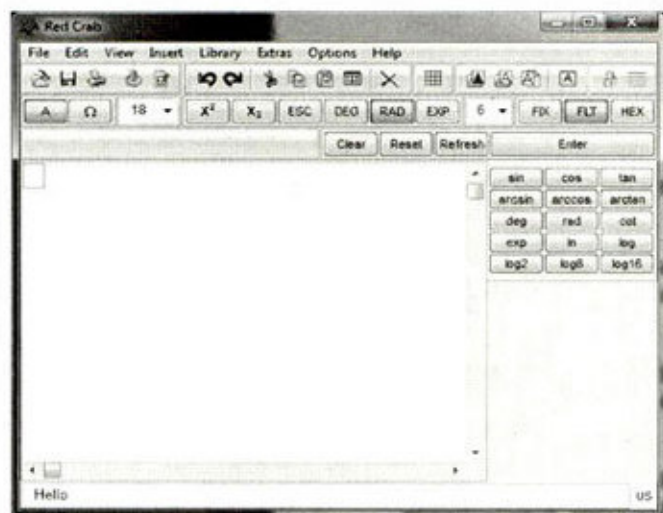 Red Crab
File Edit View Insert Library Extras Options Help
A Ω 18 X² X₂ ESC DEG RAD EXP 6 FIX FLT HEX
Clear Reset Refresh Enter
sin cos tan
arcsin arccos arctan
deg rad cot
exp ln log
log2 log8 log16
Hello US